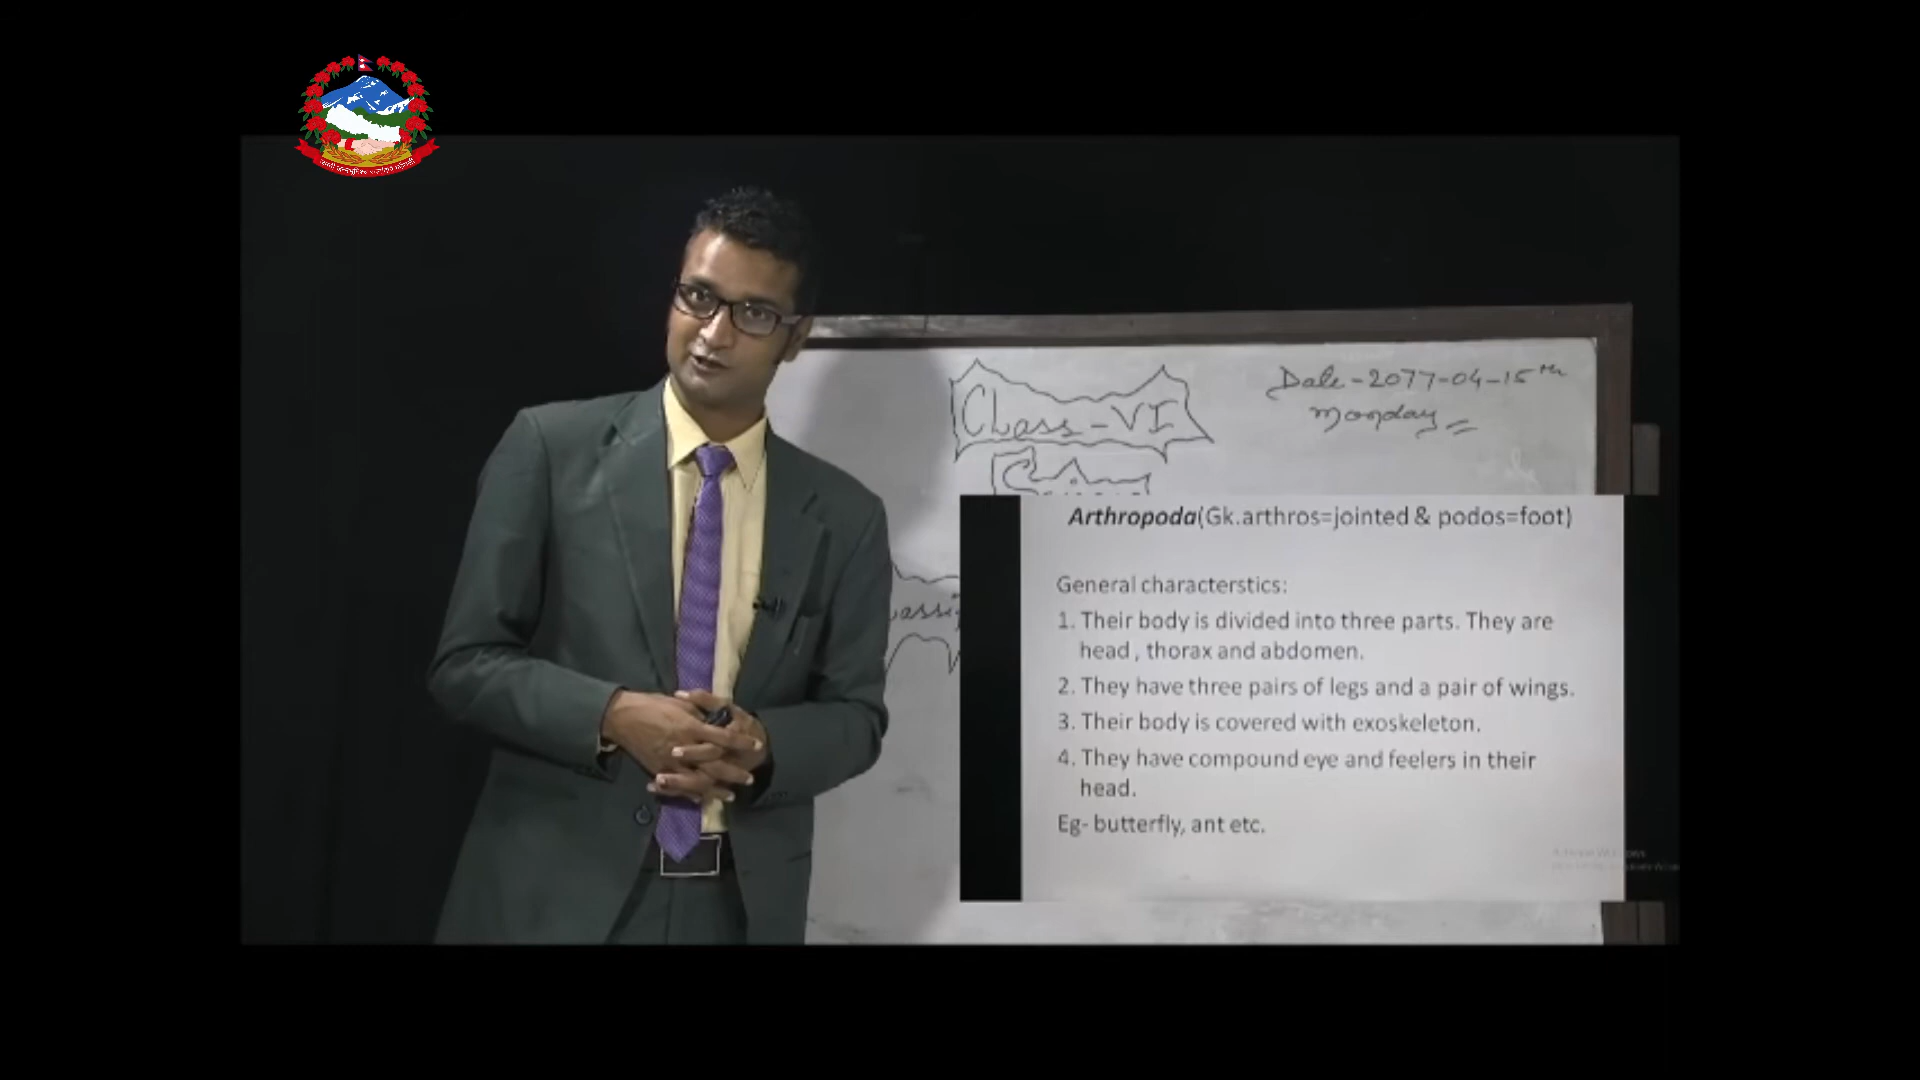 Class-VI
Date-2077-04-15th
Monday
Arthropoda(Gk.arthros=jointed & podos=foot)
General characterstics:
1. Their body is divided into three parts. They are
head , thorax and abdomen.
2. They have three pairs of legs and a pair of wings.
3. Their body is covered with exoskeleton.
4. They have compound eye and feelers in their
head.
Eg- butterfly, ant etc.